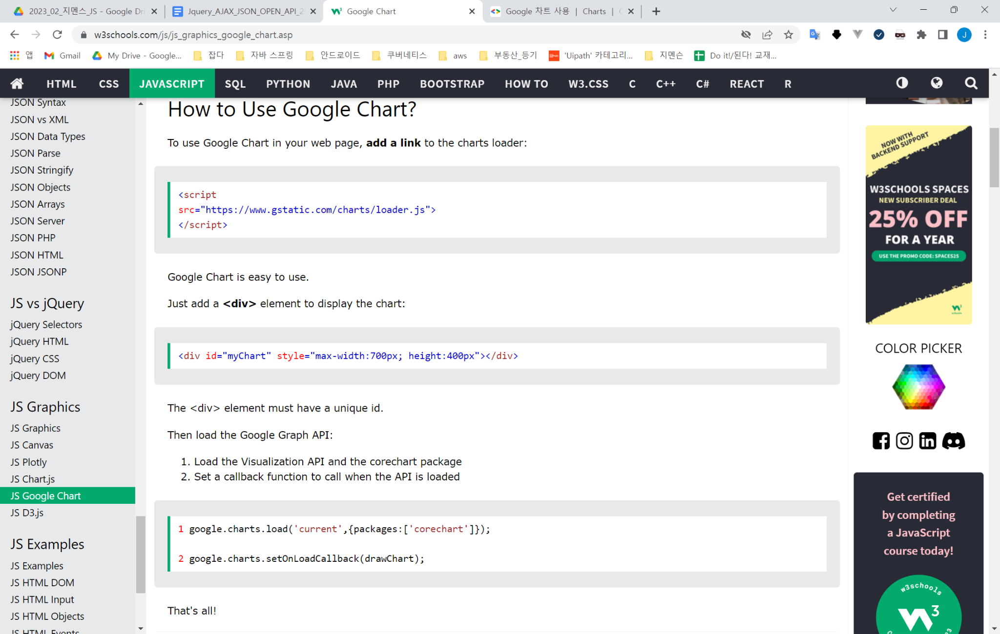 2023_02_지멘스_JS - Google Dri
Jquery_AJAX_JSON_OPEN_API_2
Google Chart
Google 차트 사용 | Charts |
w3schools.com/js/js_graphics_google_chart.asp
J
앱
Gmail
My Drive - Google...
잡다
자바 스프링
안드로이드
쿠버네티스
aws
부동산_등기
'Uipath' 카테고리...
지멘슨
Do it!/된다! 교재...
HTML
CSS
JAVASCRIPT
SQL
PYTHON
JAVA
PHP
BOOTSTRAP
HOW TO
W3.CSS
C
C++
C#
REACT
R
JSON Syntax
JSON vs XML
JSON Data Types
JSON Parse
JSON Stringify
JSON Objects
JSON Arrays
JSON Server
JSON PHP
JSON HTML
JSON JSONP
JS vs jQuery
jQuery Selectors
jQuery HTML
jQuery CSS
jQuery DOM
JS Graphics
JS Graphics
JS Canvas
JS Plotly
JS Chart.js
JS Google Chart
JS D3.js
JS Examples
JS Examples
JS HTML DOM
JS HTML Input
JS HTML Objects
JS HTML Events
How to Use Google Chart?
To use Google Chart in your web page, add a link to the charts loader:
<script
src="https://www.gstatic.com/charts/loader.js">
</script>
Google Chart is easy to use.
Just add a <div> element to display the chart:
<div id="myChart" style="max-width:700px; height:400px"></div>
The <div> element must have a unique id.
Then load the Google Graph API:
1. Load the Visualization API and the corechart package
2. Set a callback function to call when the API is loaded
1 google.charts.load('current',{packages:['corechart']});
2 google.charts.setOnLoadCallback(drawChart);
That's all!
NOW WITH
BACKEND SUPPORT
W3SCHOOLS SPACES
NEW SUBSCRIBER DEAL
25% OFF
FOR A YEAR
USE THE PROMO CODE: SPACES25
COLOR PICKER
Get certified
by completing
a JavaScript
course today!
w3schools
3